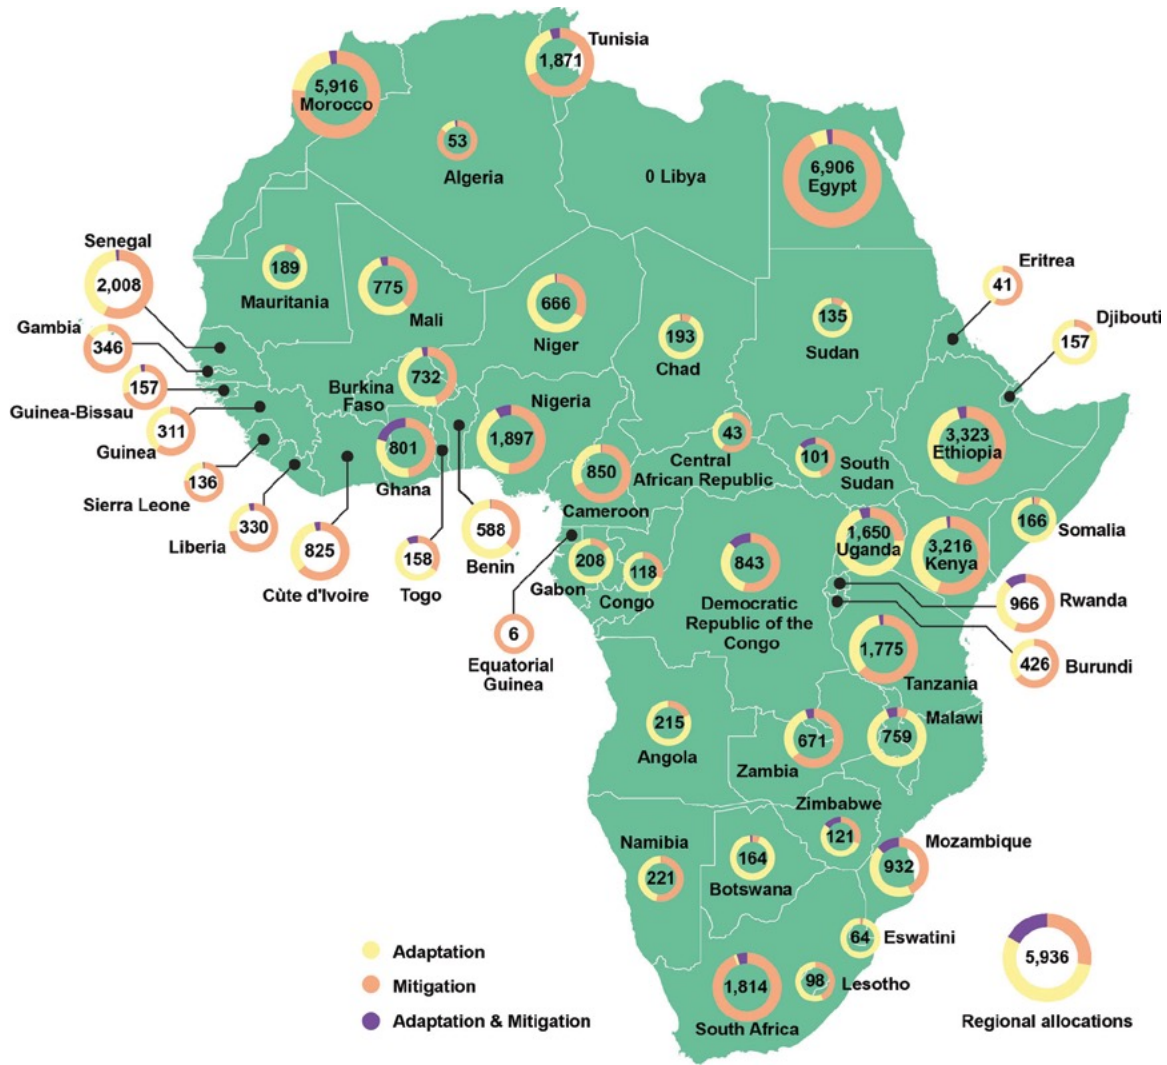 Tunisia
1,871
5,916
Morocco
53
Algeria
0 Libya
6,906
Egypt
Senegal
2,008
189
Mauritania
775
Mali
666
Niger
193
Chad
135
Sudan
Eritrea
41
Djibouti
157
Gambia
346
157
Guinea-Bissau
311
Guinea
136
Sierra Leone
330
Liberia
825
Cùte d'Ivoire
Burkina
Faso
732
801
Ghana
Nigeria
1,897
158
Togo
588
Benin
850
Cameroon
43
Central
African Republic
101
South
Sudan
3,323
Ethiopia
166
Somalia
1,650
Uganda
3,216
Kenya
966
Rwanda
426
Burundi
208
Gabon
118
Congo
6
Equatorial
Guinea
843
Democratic
Republic of the
Congo
1,775
Tanzania
215
Angola
671
Zambia
Malawi
759
Zimbabwe
121
Mozambique
932
Namibia
221
164
Botswana
64
Eswatini
98
Lesotho
1,814
South Africa
Adaptation
Mitigation
Adaptation & Mitigation
5,936
Regional allocations